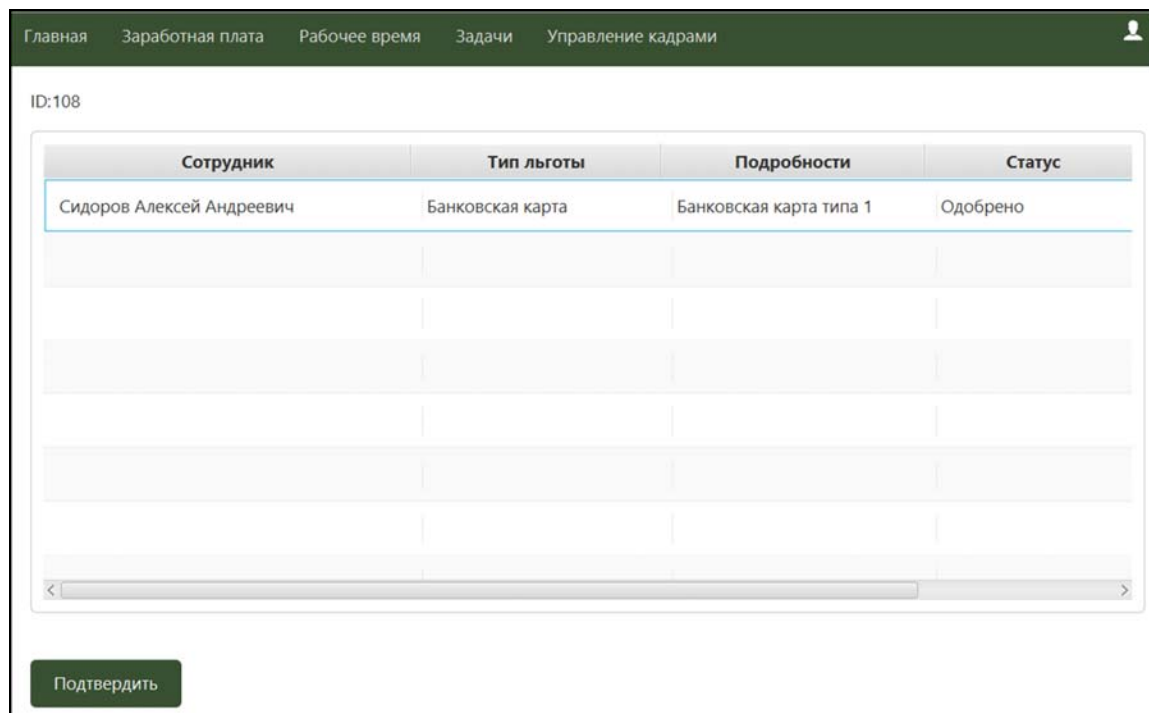 Главная Заработная плата Рабочее время Задачи Управление кадрами
ID:108
Сотрудник Тип льготы Подробности Статус
Сидоров Алексей Андреевич Банковская карта Банковская карта типа 1 Одобрено
Подтвердить